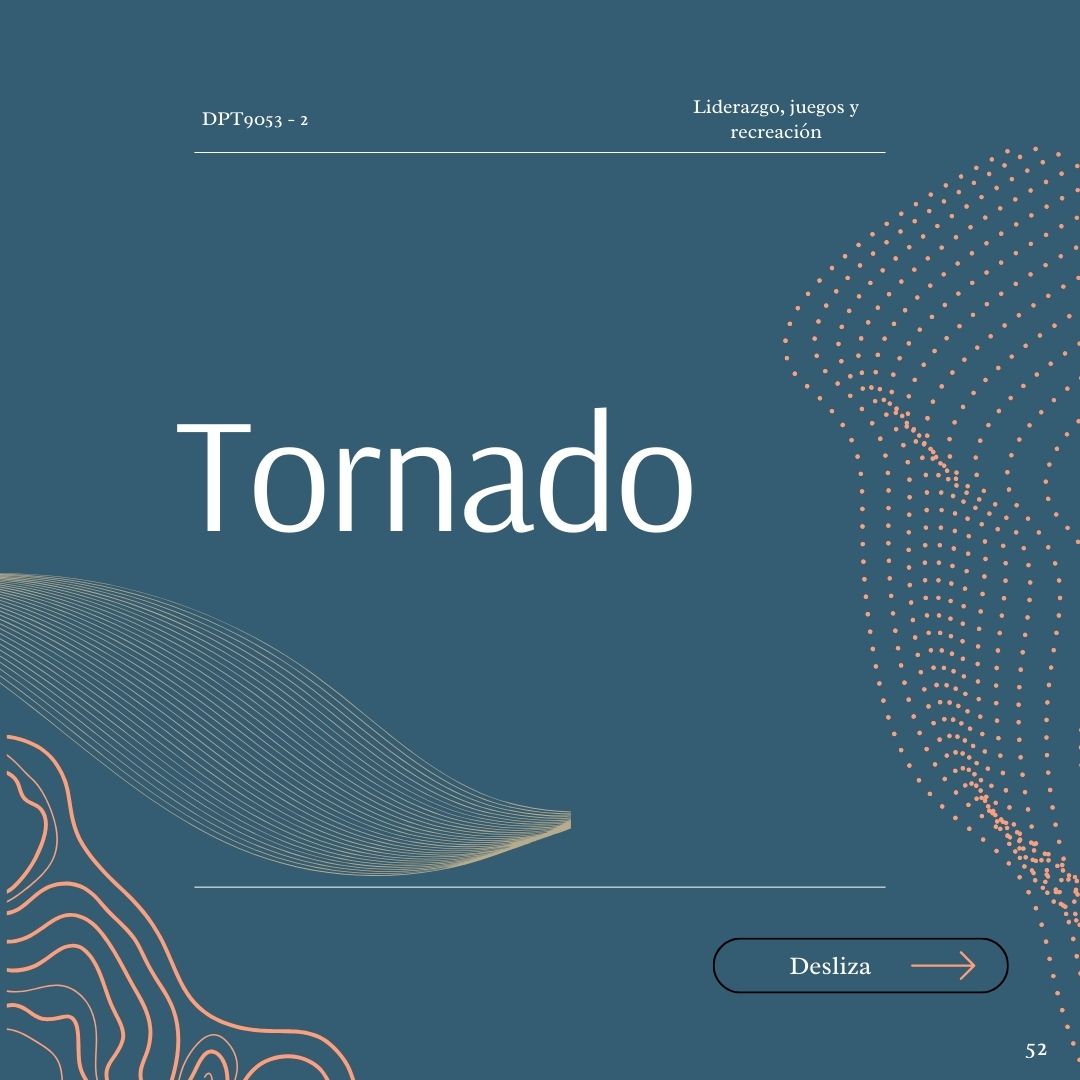 DPT9053 - 2
Liderazgo, juegos y
recreación
Tornado
Desliza
52